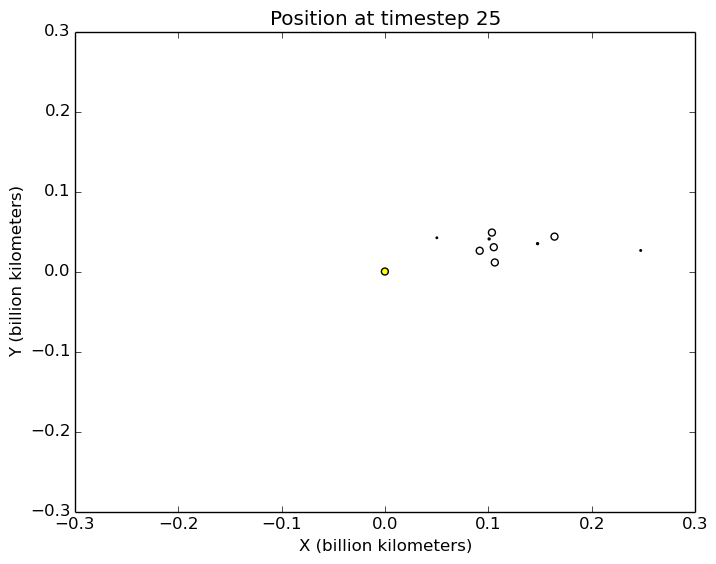 Position at timestep 25
0.3
0.2
0.1
0.0
−0.1
−0.2
−0.3
Y (billion kilometers)
−0.3 −0.2 −0.1 0.0 0.1 0.2 0.3
X (billion kilometers)